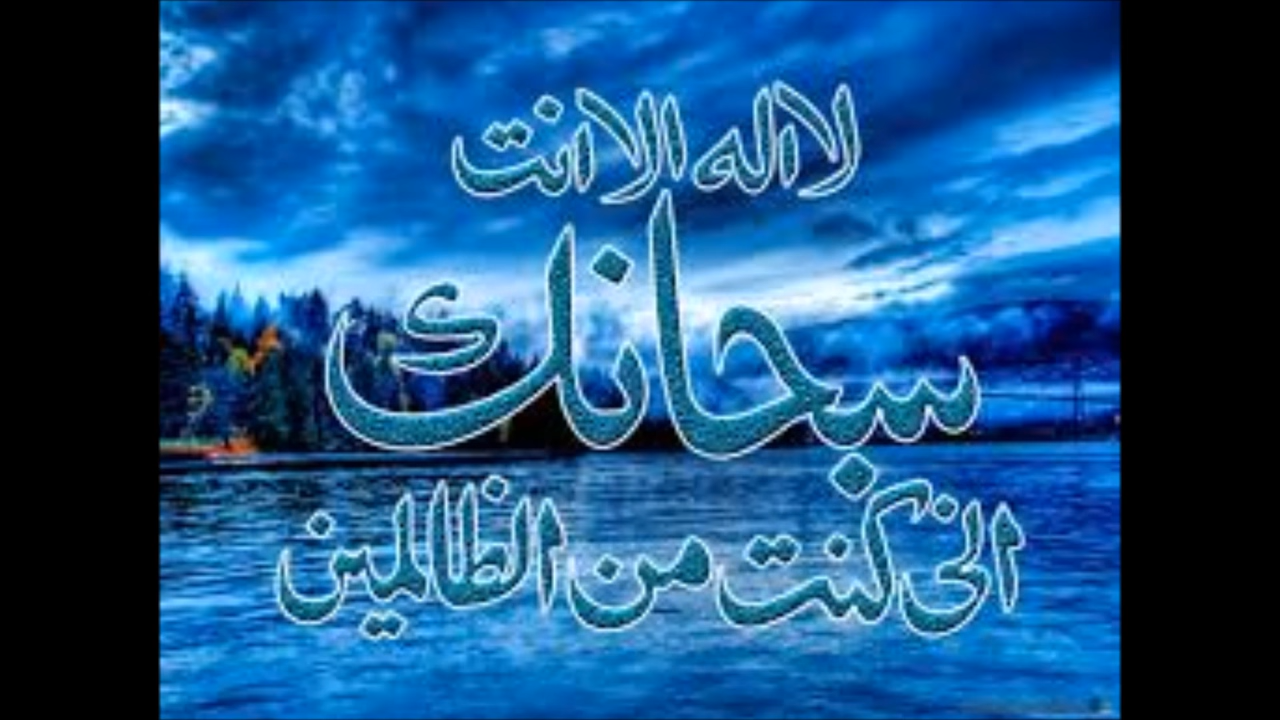 لا اله الا انت
سبحانك
انى كنت من الظالمين